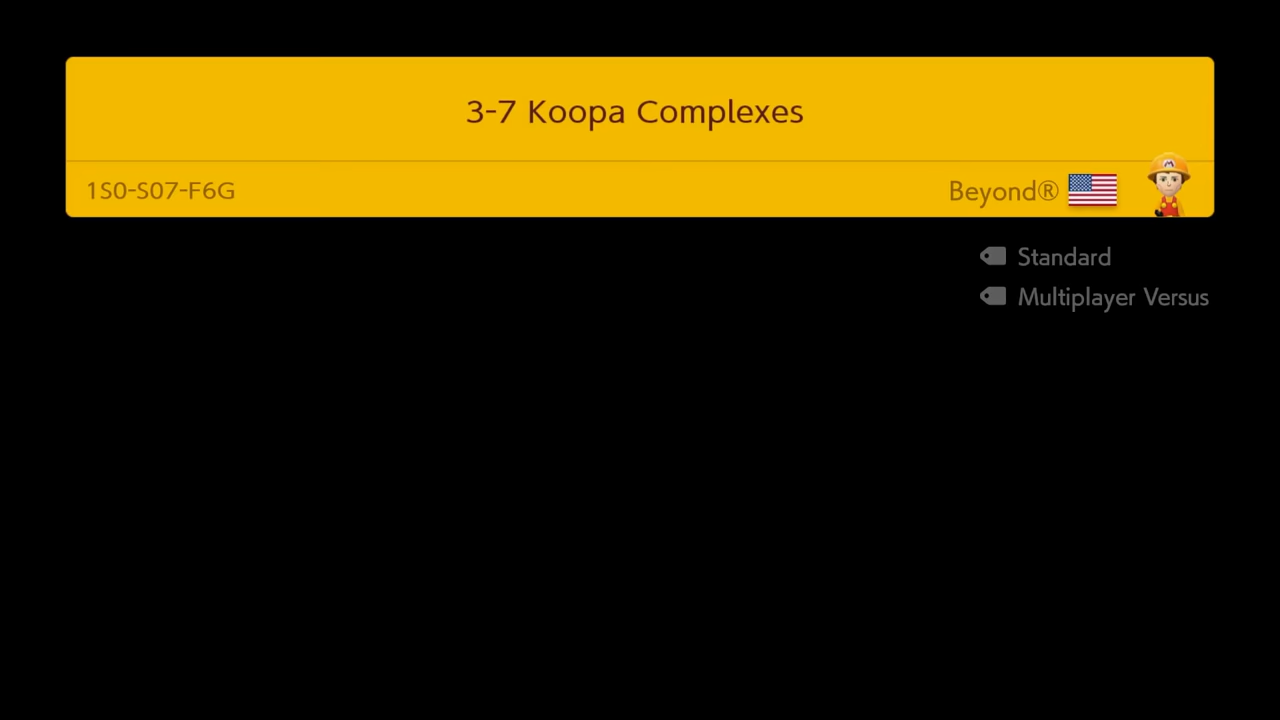 3-7 Koopa Complexes
1S0-S07-F6G
Beyond®
Standard
Multiplayer Versus